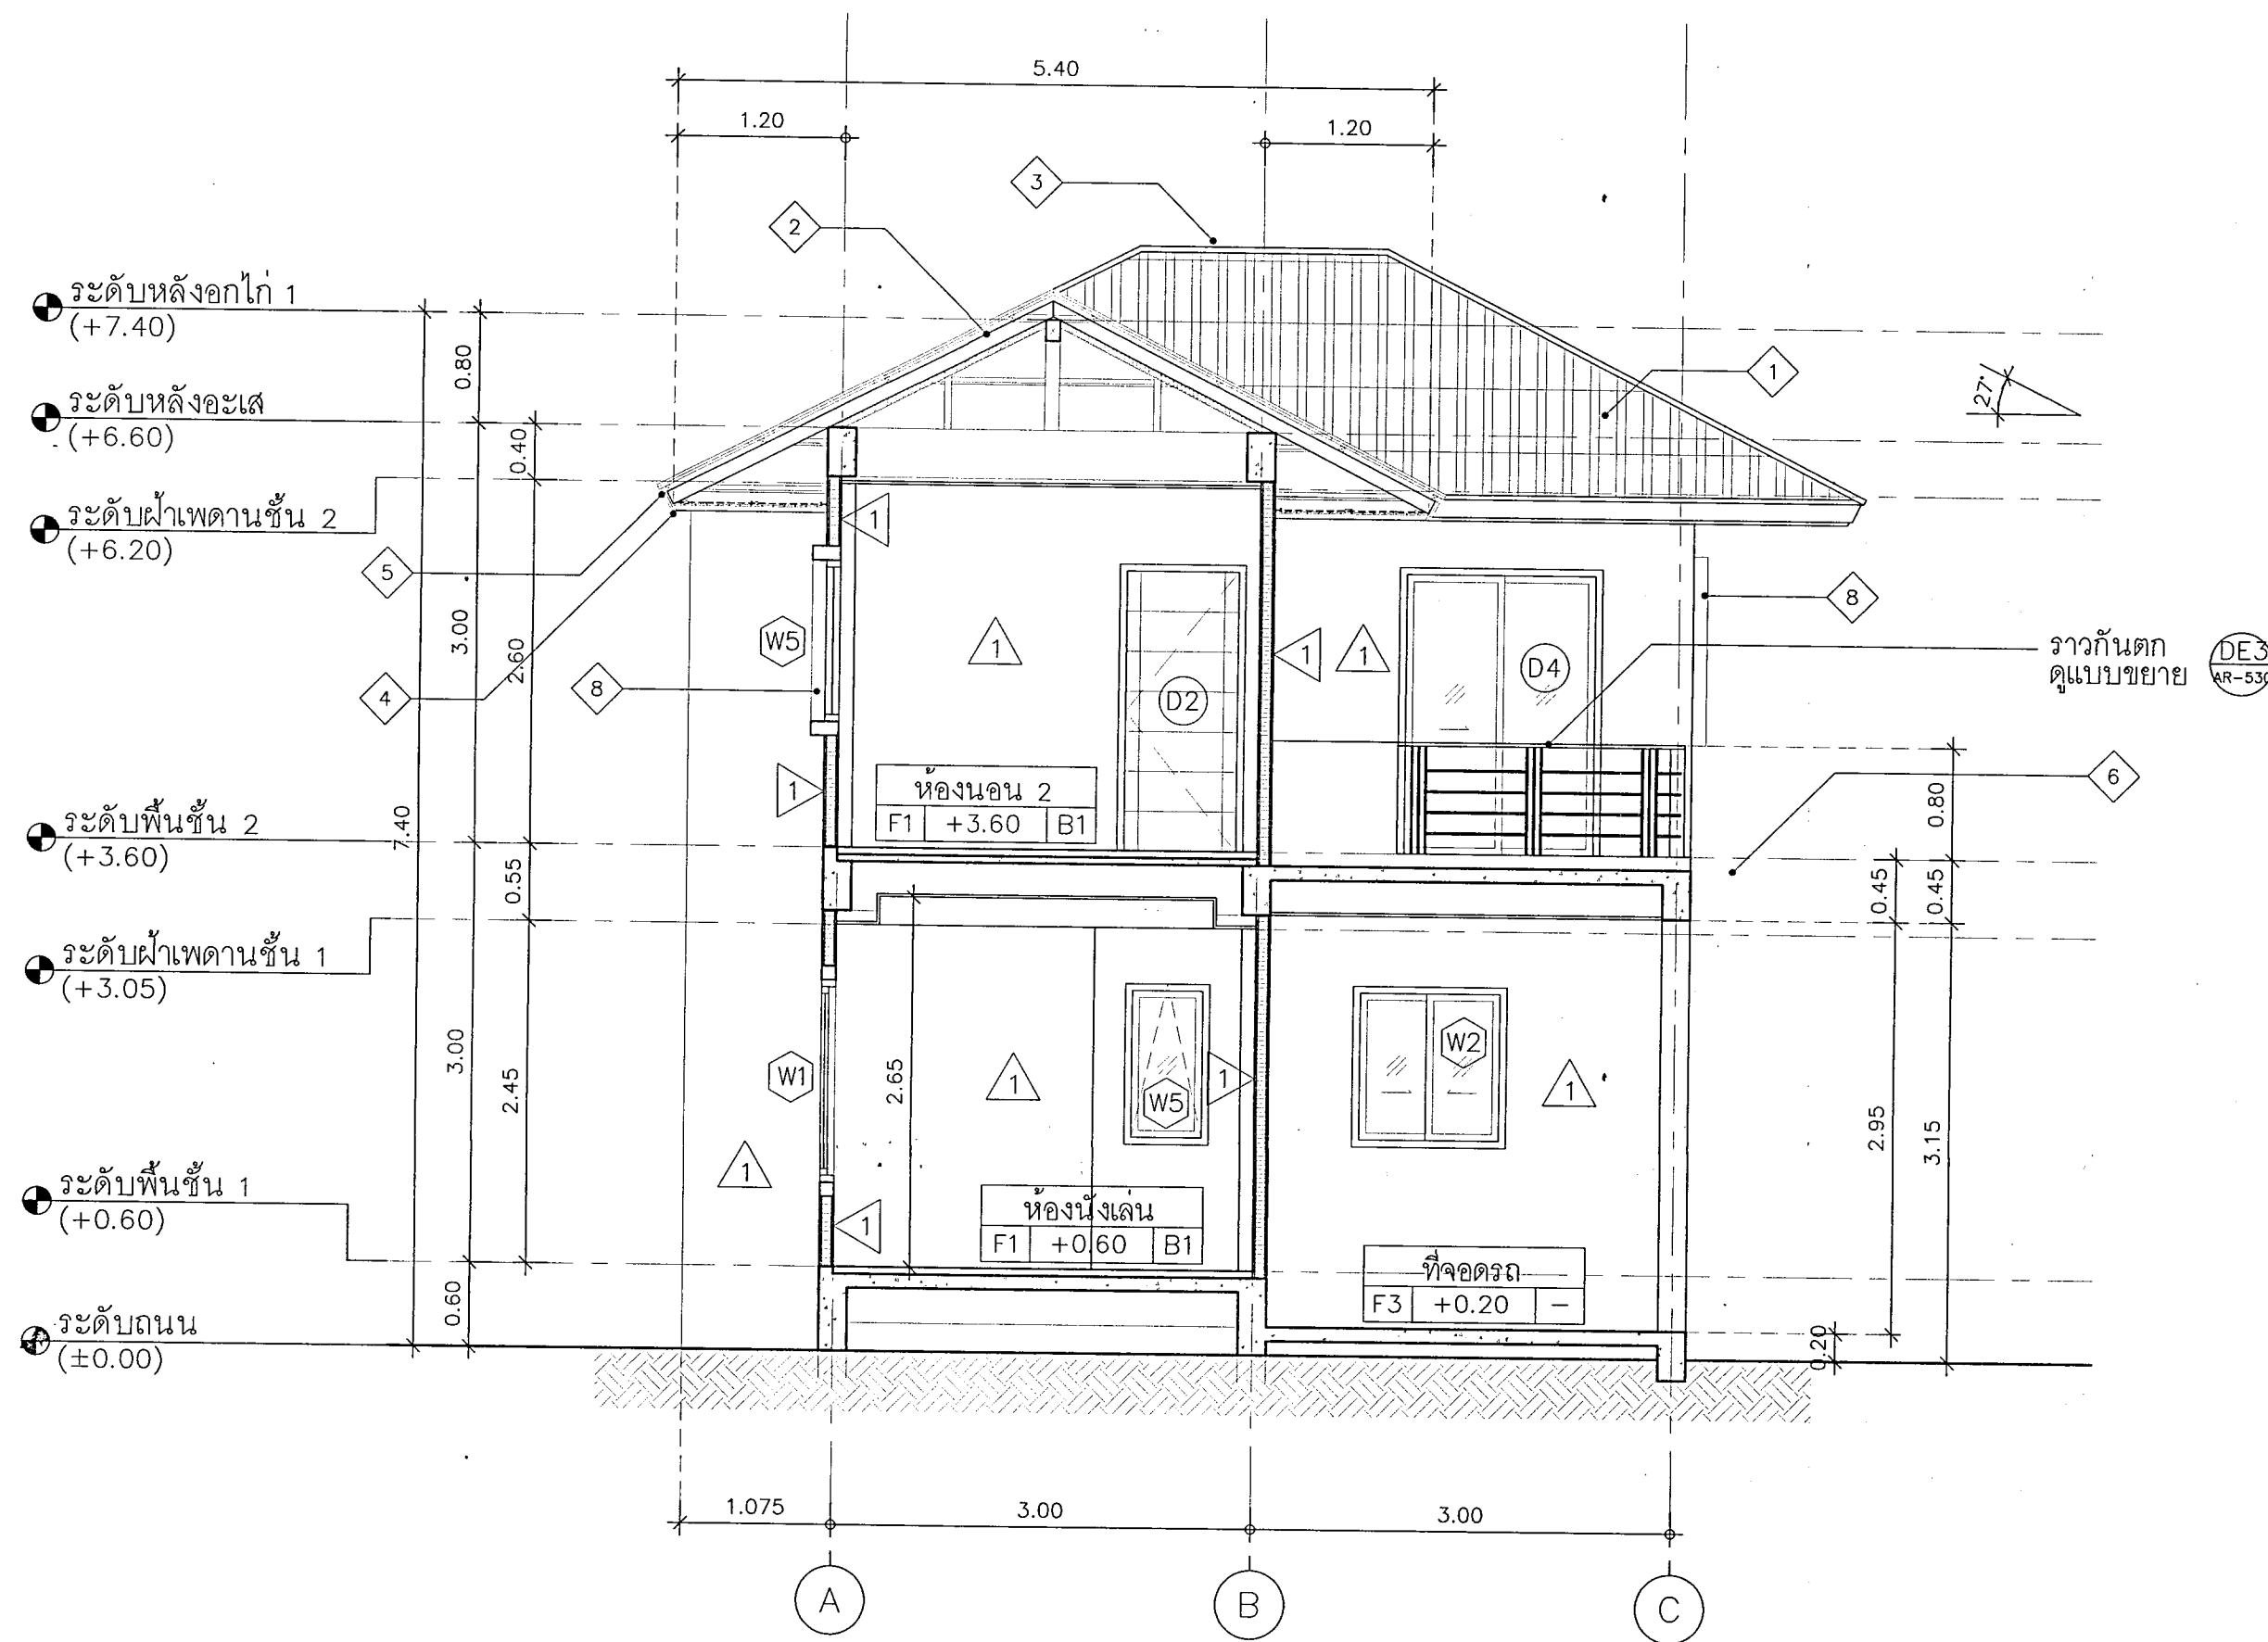 5.40
1.20
1.20
3
2
ระดับหลังอกไก่ 1
(+7.40)
0.80
1
27°
ระดับหลังอะเส
(+6.60)
0.40
ระดับฝ้าเพดานชั้น 2
(+6.20)
1
5
8
3.00
2.60
W5
1
1
1
D4
ราวกันตก
ดูแบบขยาย
DE3
AR-530
4
8
D2
6
1
ห้องนอน 2
F1 +3.60 B1
0.80
ระดับพื้นชั้น 2
(+3.60)
7.40
0.55
0.45
0.45
ระดับฝ้าเพดานชั้น 1
(+3.05)
3.00
2.45
W1
2.65
1
W5
1
W2
1
2.95
3.15
1
ระดับพื้นชั้น 1
(+0.60)
1
ห้องนั่งเล่น
F1 +0.60 B1
ที่จอดรถ
F3 +0.20 –
0.60
0.20
ระดับถนน
(±0.00)
1.075
3.00
3.00
A
B
C